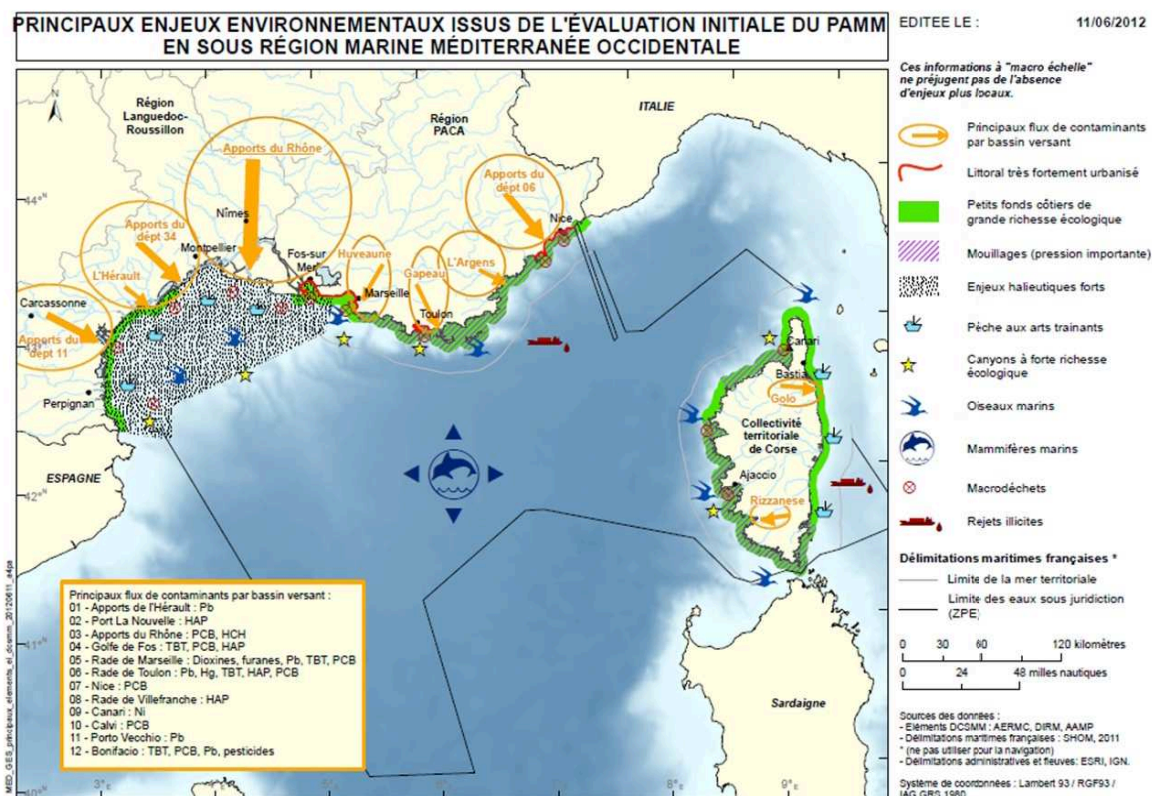 PRINCIPAUX ENJEUX ENVIRONNEMENTAUX ISSUS DE L'ÉVALUATION INITIALE DU PAMM
EN SOUS RÉGION MARINE MÉDITERRANÉE OCCIDENTALE
EDITEE LE : 11/06/2012
Ces informations à "macro échelle"
ne préjugent pas de l'absence
d'enjeux plus locaux.
Principaux flux de contaminants
par bassin versant
Littoral très fortement urbanisé
Petits fonds côtiers de
grande richesse écologique
Mouillages (pression importante)
Enjeux halieutiques forts
Pêche aux arts trainants
Canyons à forte richesse
écologique
Oiseaux marins
Mammifères marins
Macrodéchets
Rejets illicites
Délimitations maritimes françaises *
Limite de la mer territoriale
Limite des eaux sous juridiction
(ZPE)
0 30 60 120 kilomètres
0 24 48 milles nautiques
Sources des données :
- Eléments DCSMM : AERMC, DIRM, AAMP
- Délimitations maritimes françaises : SHOM, 2011
* (ne pas utiliser pour la navigation)
- Délimitations administratives et fleuves: ESRI, IGN.
Système de coordonnées : Lambert 93 / RGF93 /
IAG GRS 1980
N
Région
Languedoc-
Roussillon
Région
PACA
ITALIE
Apports du Rhône
Apports du
dépt 06
44°N
Nîmes
Nice
Apports du
dépt 34
Montpellier
Fos-sur
Mer
Huveaune
L'Argens
Gapeau
L'Hérault
Marseille
Carcassonne
Toulon
43°N
Apports du
dépt 11
Canari
Bastia
Perpignan
Golo
Collectivité
territoriale
de Corse
ESPAGNE
42°N
Ajaccio
Rizzanese
Principaux flux de contaminants par bassin versant :
01 - Apports de l'Hérault : Pb
02 - Port La Nouvelle : HAP
03 - Apports du Rhône : PCB, HCH
04 - Golfe de Fos : TBT, PCB, HAP
05 - Rade de Marseille : Dioxines, furanes, Pb, TBT, PCB
06 - Rade de Toulon : Pb, Hg, TBT, HAP, PCB
07 - Nice : PCB
08 - Rade de Villefranche : HAP
09 - Canari : Ni
10 - Calvi : PCB
11 - Porto Vecchio : Pb
12 - Bonifacio : TBT, PCB, Pb, pesticides
41°N
Sardaigne
40°N
3°E
5°E
9°E